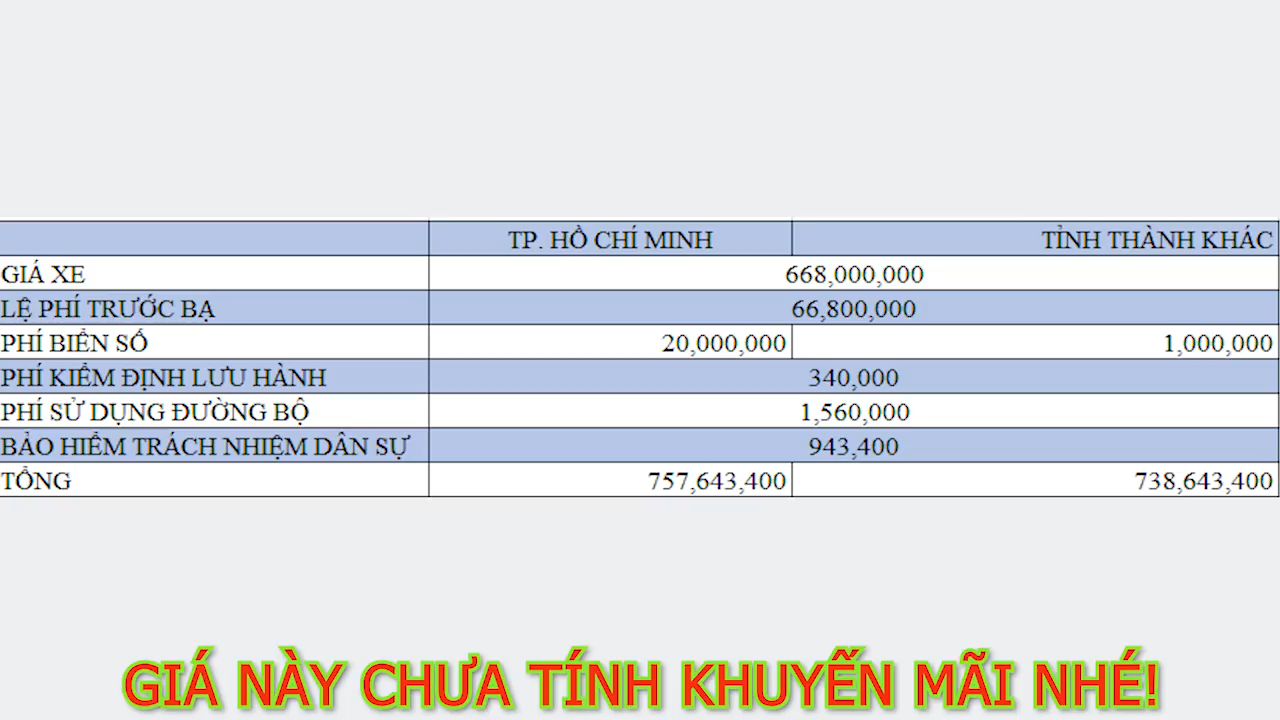 TP. HỒ CHÍ MINH TỈNH THÀNH KHÁC
GIÁ XE 668,000,000
LỆ PHÍ TRƯỚC BẠ 66,800,000
PHÍ BIỂN SỐ 20,000,000 1,000,000
PHÍ KIỂM ĐỊNH LƯU HÀNH 340,000
PHÍ SỬ DỤNG ĐƯỜNG BỘ 1,560,000
BẢO HIỂM TRÁCH NHIỆM DÂN SỰ 943,400
TỔNG 757,643,400 738,643,400
GIÁ NÀY CHƯA TÍNH KHUYẾN MÃI NHÉ!